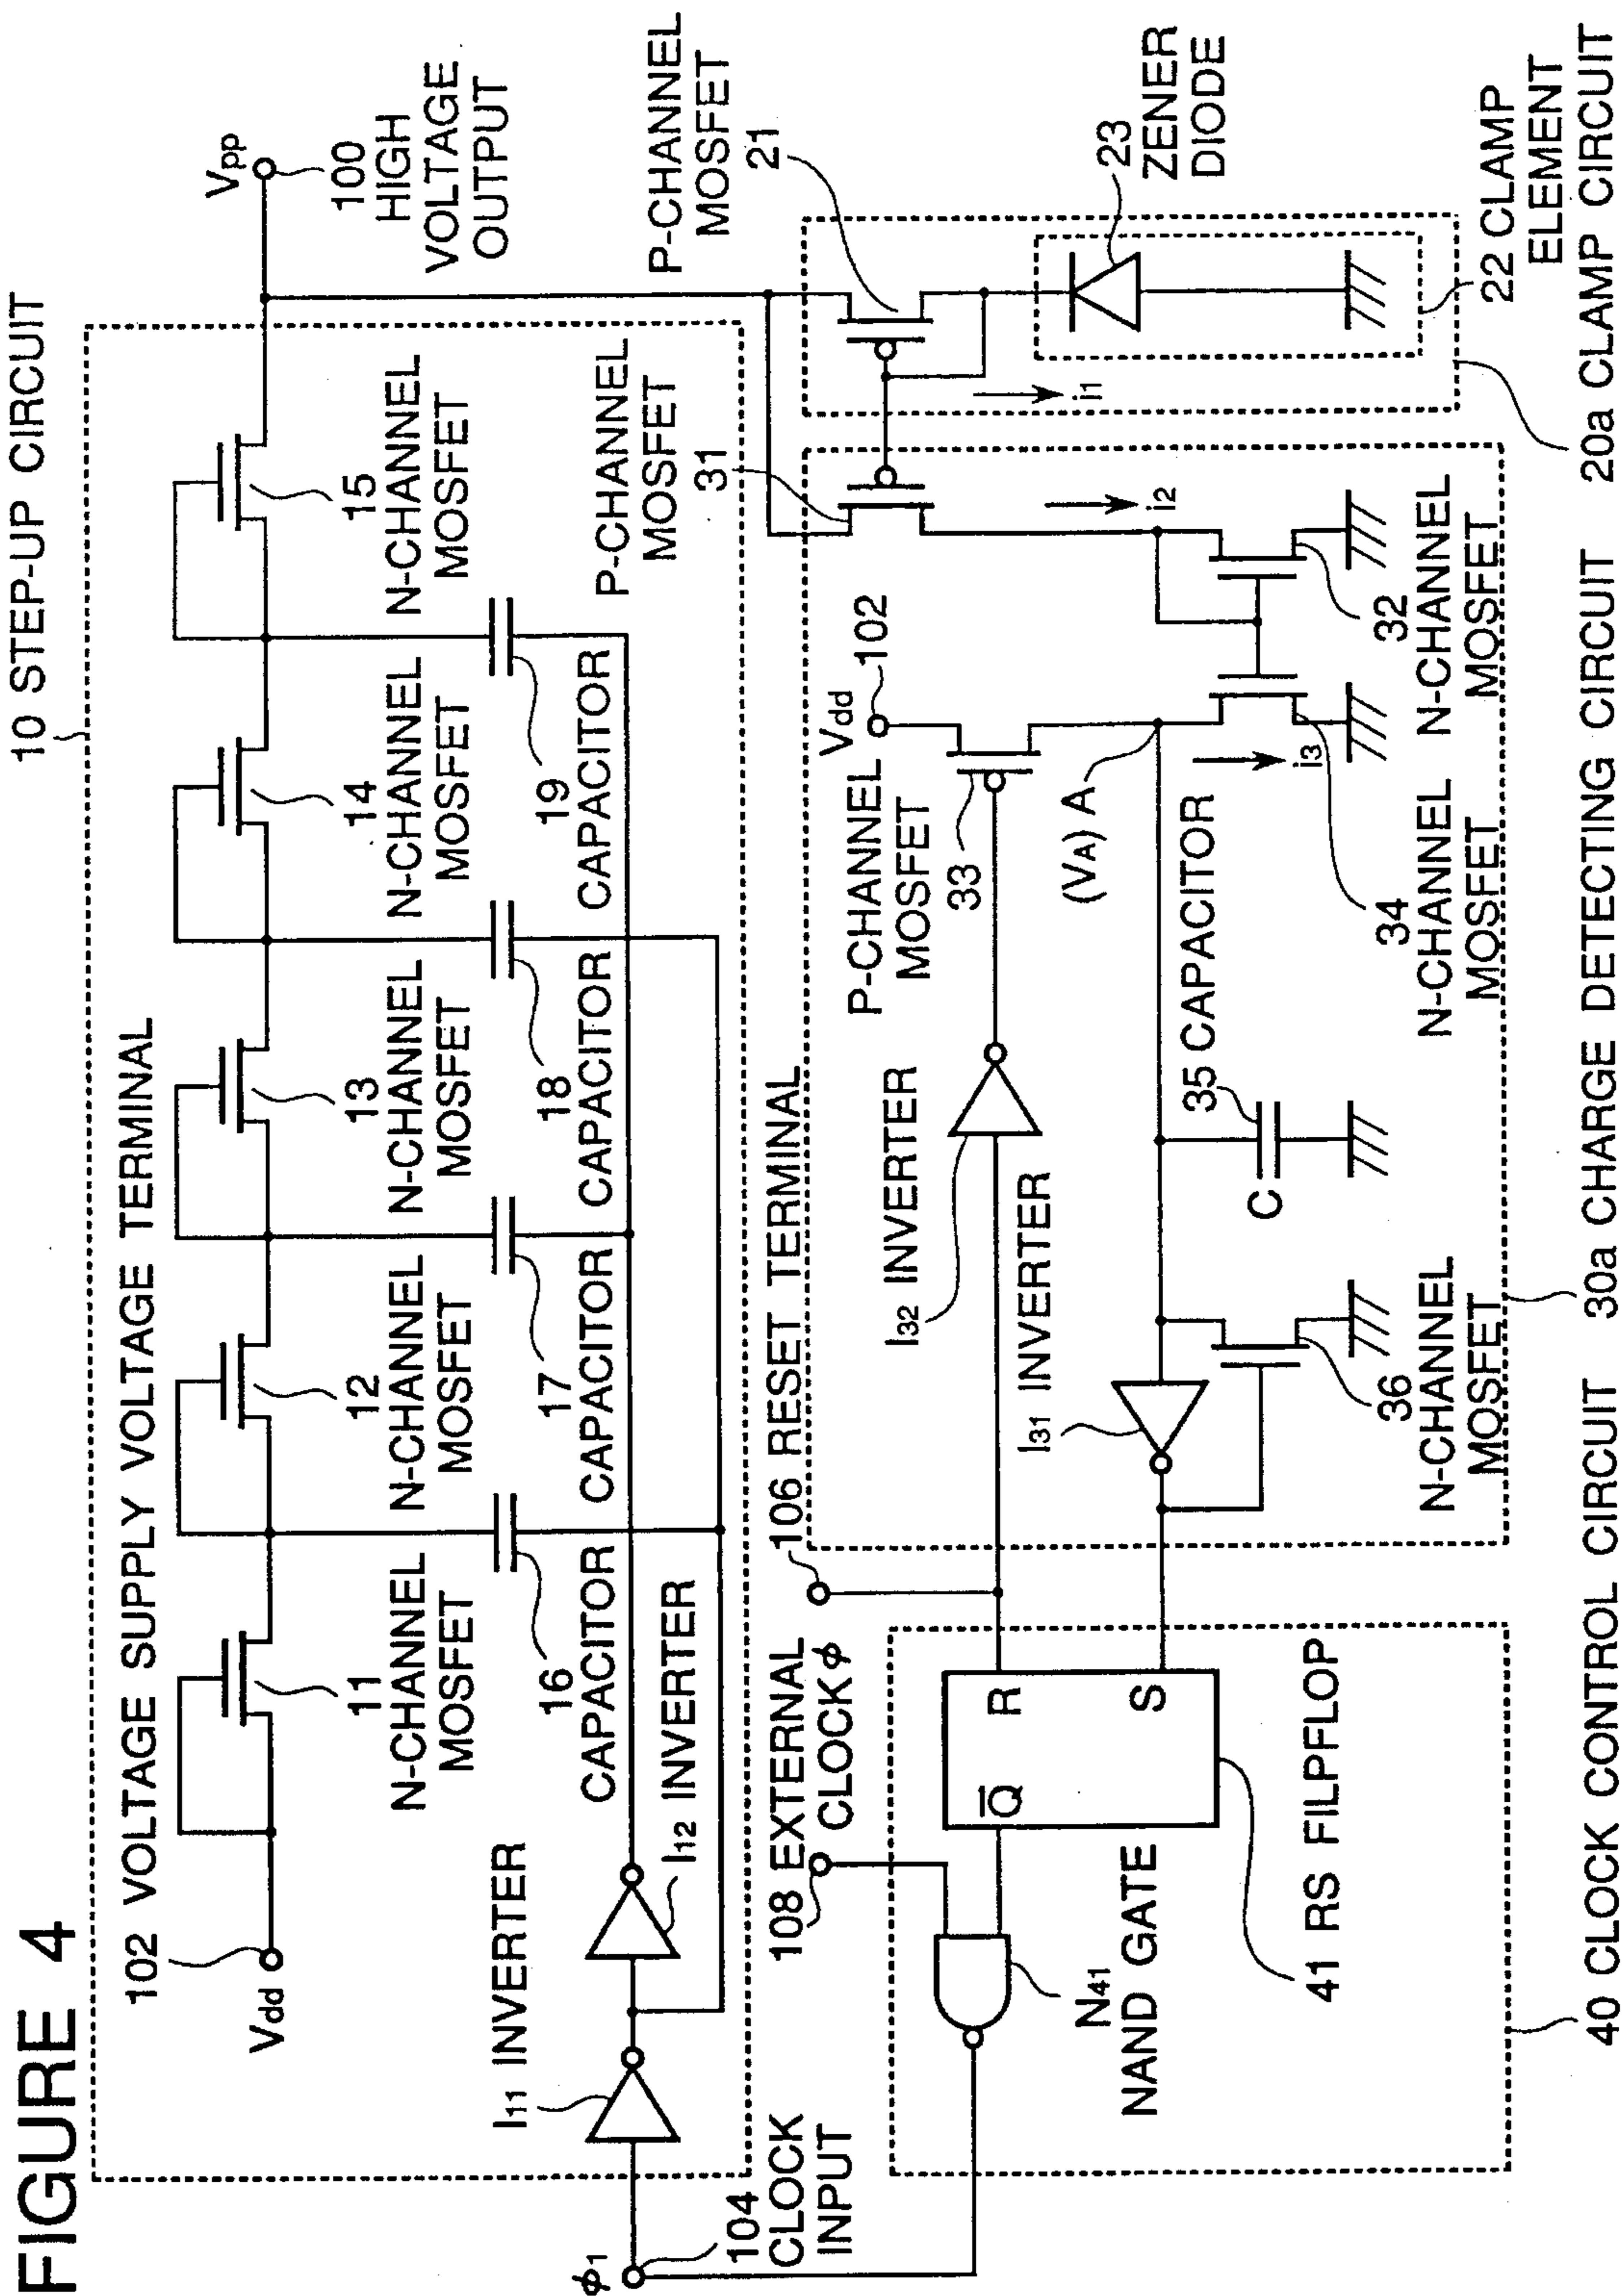 FIGURE 4
10 STEP-UP CIRCUIT
102 VOLTAGE SUPPLY VOLTAGE TERMINAL
Vdd
11
N-CHANNEL
MOSFET
12
N-CHANNEL
MOSFET
13
N-CHANNEL
MOSFET
14
N-CHANNEL
MOSFET
15
N-CHANNEL
MOSFET
Vpp
100
HIGH
VOLTAGE
OUTPUT
16
CAPACITOR
17
CAPACITOR
18
CAPACITOR
19
CAPACITOR
I11 INVERTER
I12 INVERTER
ϕ1
104
CLOCK
INPUT
108 EXTERNAL
CLOCK ϕ
106 RESET TERMINAL
P-CHANNEL
MOSFET
31
P-CHANNEL
MOSFET
21
N41
NAND GATE
Q̅
R
S
41 RS FILPFLOP
I32 INVERTER
I31 INVERTER
P-CHANNEL
MOSFET
33
Vdd
102
(VA) A
35 CAPACITOR
C
36
N-CHANNEL
MOSFET
34
N-CHANNEL
MOSFET
32
N-CHANNEL
MOSFET
i3
i2
i1
23
ZENER
DIODE
22 CLAMP
ELEMENT
40 CLOCK CONTROL CIRCUIT
30a CHARGE DETECTING CIRCUIT
20a CLAMP CIRCUIT